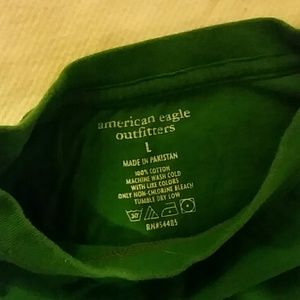 american eagle
outfitters
L
MADE IN PAKISTAN
100% COTTON
MACHINE WASH COLD
WITH LIKE COLORS
ONLY NON-CHLORINE BLEACH
TUMBLE DRY LOW
30°
RN#54485